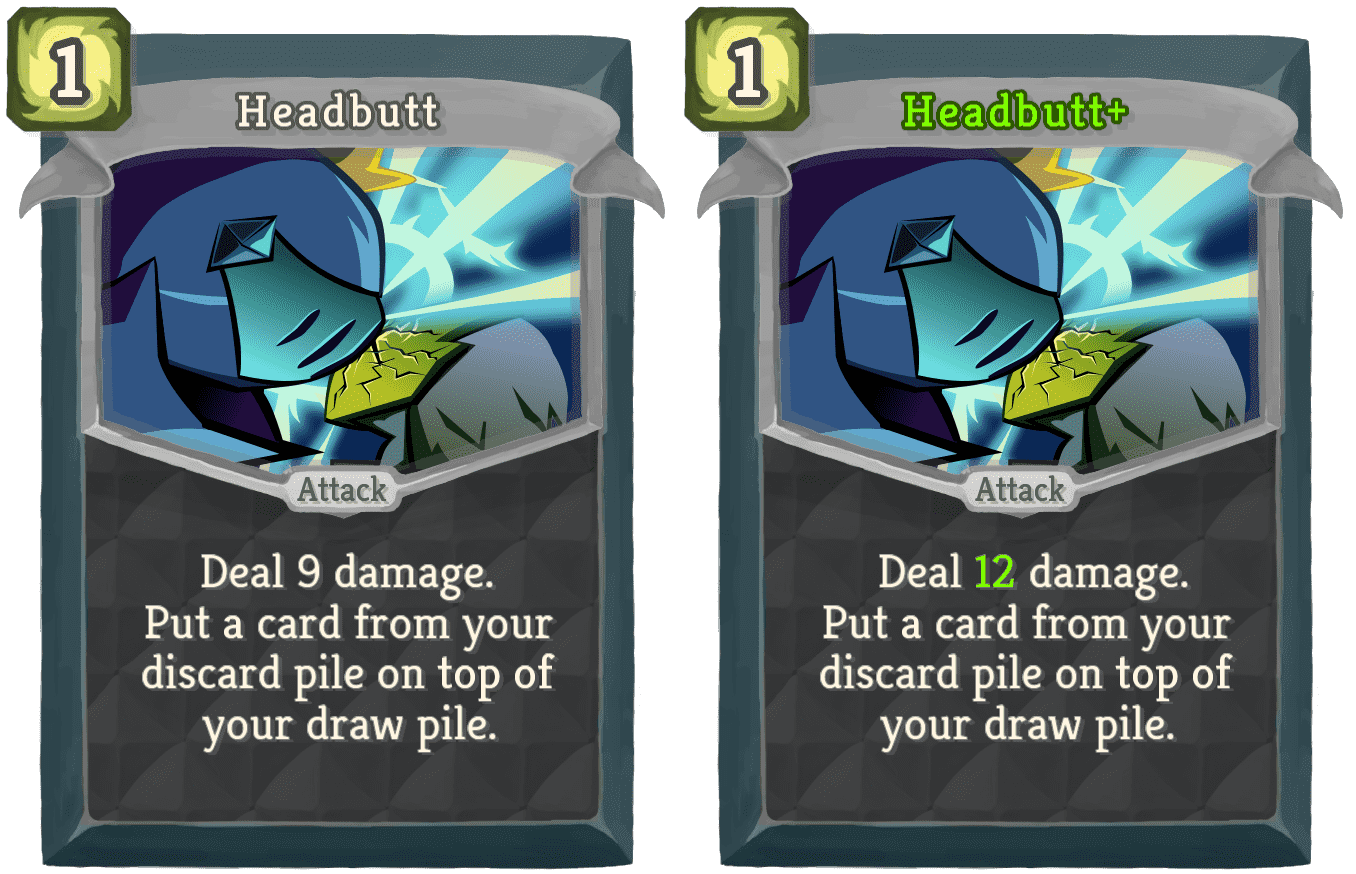 1
Headbutt
Attack
Deal 9 damage.
Put a card from your
discard pile on top of
your draw pile.
1
Headbutt+
Attack
Deal 12 damage.
Put a card from your
discard pile on top of
your draw pile.